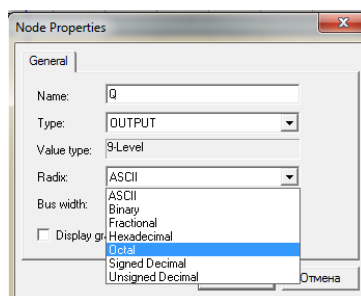 Node Properties
x
General
Name: Q
Type: OUTPUT
Value type: 9-Level
Radix: ASCII
Bus width:
ASCII
Binary
Fractional
Display gr
Hexadecimal
Octal
Signed Decimal
Unsigned Decimal
Отмена